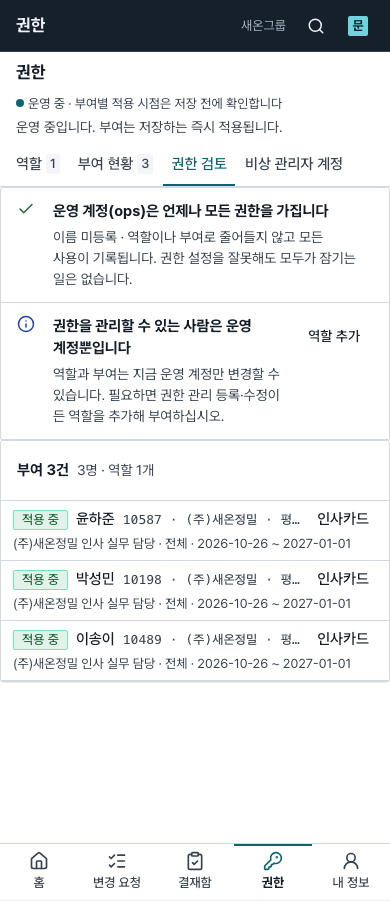 권한
새온그룹
문
권한
운영 중 · 부여별 적용 시점은 저장 전에 확인합니다
운영 중입니다. 부여는 저장하는 즉시 적용됩니다.
역할 1 부여 현황 3 권한 검토 비상 관리자 계정
운영 계정(ops)은 언제나 모든 권한을 가집니다
이름 미등록 · 역할이나 부여로 줄어들지 않고 모든
사용이 기록됩니다. 권한 설정을 잘못해도 모두가 잠기는
일은 없습니다.
권한을 관리할 수 있는 사람은 운영
계정뿐입니다
역할 추가
역할과 부여는 지금 운영 계정만 변경할 수
있습니다. 필요하면 권한 관리 등록·수정이
든 역할을 추가해 부여하십시오.
부여 3건 3명 · 역할 1개
적용 중 윤하준 10587 · (주)새온정밀 · 평… 인사카드
(주)새온정밀 인사 실무 담당 · 전체 · 2026-10-26 ~ 2027-01-01
적용 중 박성민 10198 · (주)새온정밀 · 평… 인사카드
(주)새온정밀 인사 실무 담당 · 전체 · 2026-10-26 ~ 2027-01-01
적용 중 이송이 10489 · (주)새온정밀 · 평… 인사카드
(주)새온정밀 인사 실무 담당 · 전체 · 2026-10-26 ~ 2027-01-01
홈 변경 요청 결재함 권한 내 정보